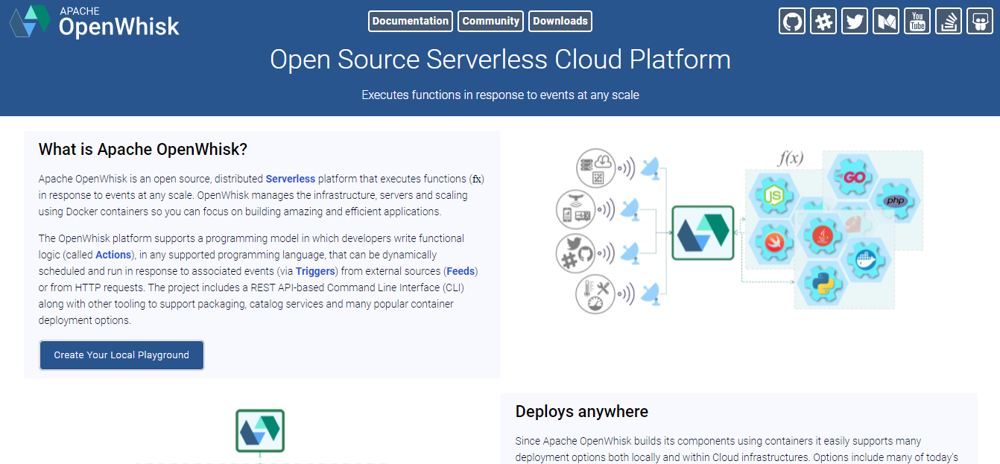 APACHE
OpenWhisk
Documentation
Community
Downloads
You
Tube
Open Source Serverless Cloud Platform
Executes functions in response to events at any scale
What is Apache OpenWhisk?
Apache OpenWhisk is an open source, distributed Serverless platform that executes functions (fx)
in response to events at any scale. OpenWhisk manages the infrastructure, servers and scaling
using Docker containers so you can focus on building amazing and efficient applications.
The OpenWhisk platform supports a programming model in which developers write functional
logic (called Actions), in any supported programming language, that can be dynamically
scheduled and run in response to associated events (via Triggers) from external sources (Feeds)
or from HTTP requests. The project includes a REST API-based Command Line Interface (CLI)
along with other tooling to support packaging, catalog services and many popular container
deployment options.
Create Your Local Playground
f(x)
JS
GO
php
Deploys anywhere
Since Apache OpenWhisk builds its components using containers it easily supports many
deployment options both locally and within Cloud infrastructures. Options include many of today's